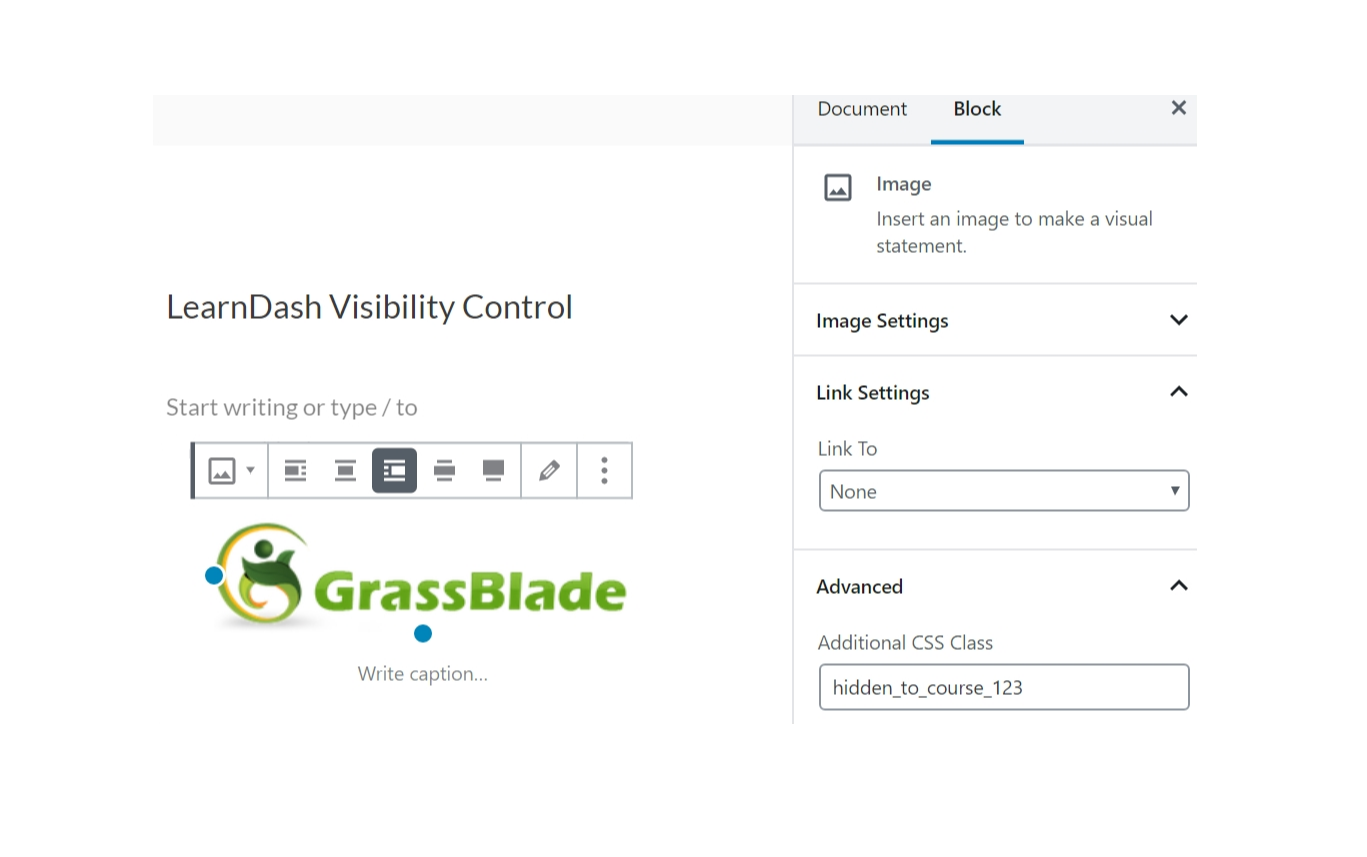 Document Block
Image
Insert an image to make a visual
statement.
LearnDash Visibility Control
Image Settings
Link Settings
Start writing or type / to
Link To
None
GrassBlade
Write caption...
Advanced
Additional CSS Class
hidden_to_course_123